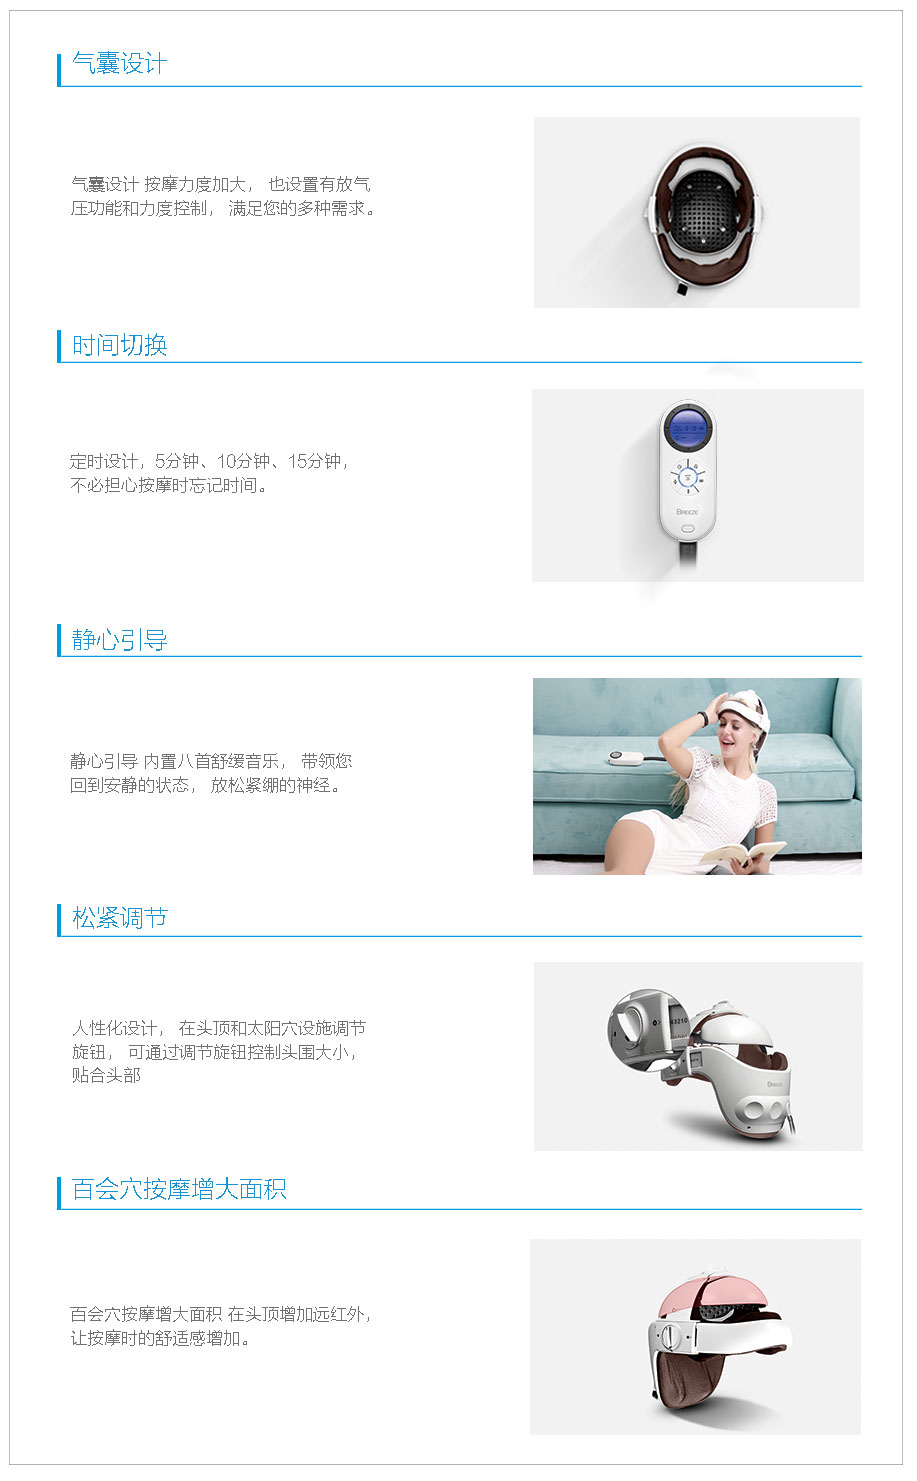 气囊设计
气囊设计 按摩力度加大， 也设置有放气
压功能和力度控制， 满足您的多种需求。
时间切换
定时设计，5分钟、10分钟、15分钟，
不必担心按摩时忘记时间。
BREEZE
静心引导
静心引导 内置八首舒缓音乐， 带领您
回到安静的状态， 放松紧绷的神经。
松紧调节
人性化设计， 在头顶和太阳穴设施调节
旋钮， 可通过调节旋钮控制头围大小，
贴合头部
43210
BREEZE
百会穴按摩增大面积
百会穴按摩增大面积 在头顶增加远红外，
让按摩时的舒适感增加。